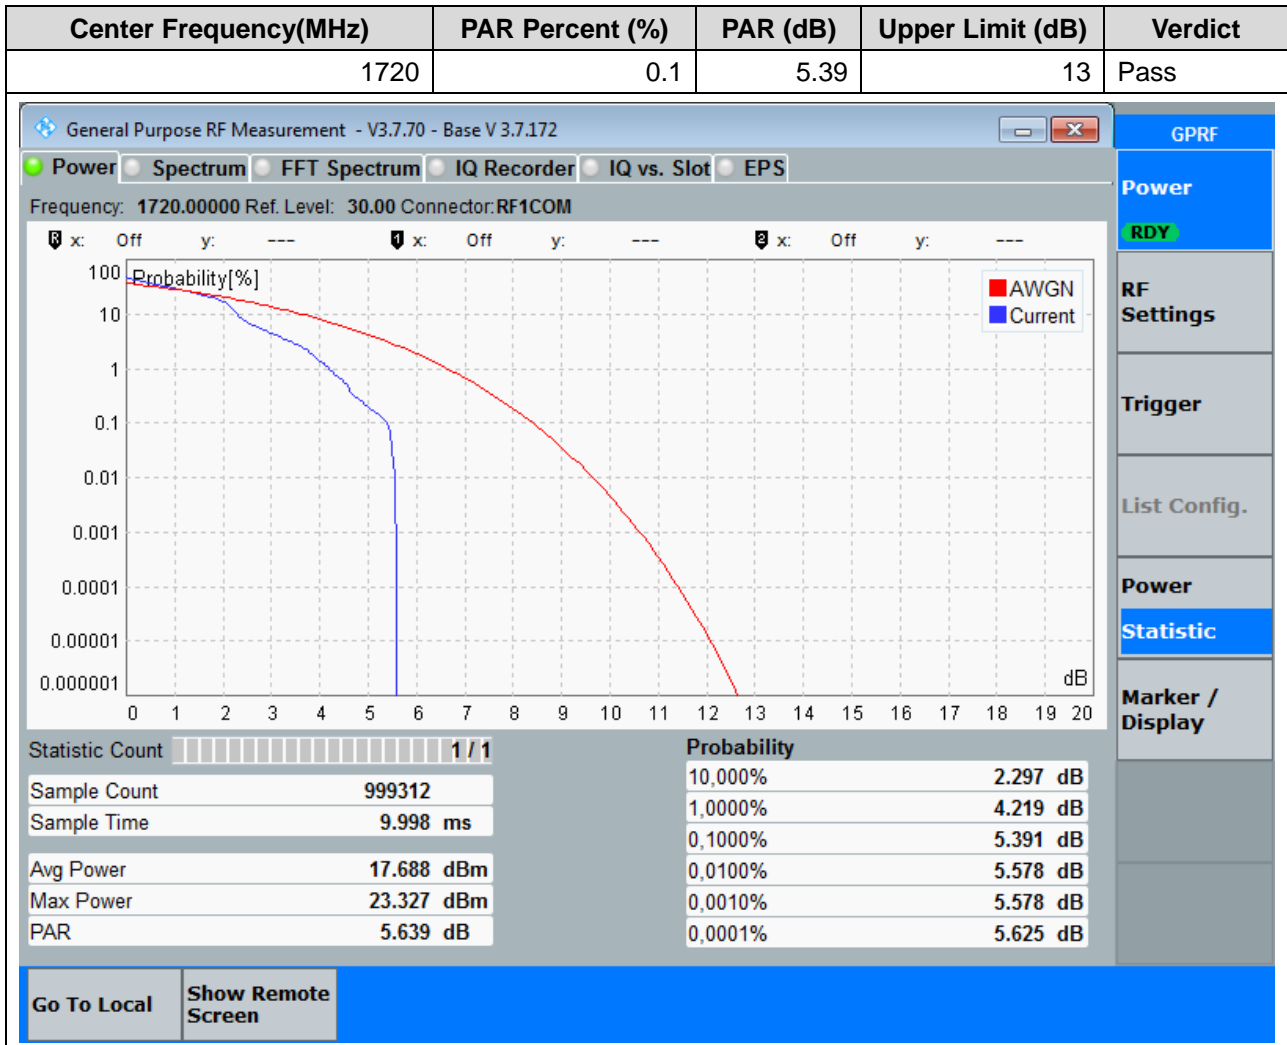 Center Frequency(MHz) PAR Percent (%) PAR (dB) Upper Limit (dB) Verdict
1720 0.1 5.39 13 Pass
General Purpose RF Measurement - V3.7.70 - Base V 3.7.172
GPRF
Power Spectrum FFT Spectrum IQ Recorder IQ vs. Slot EPS
Frequency: 1720.00000 Ref. Level: 30.00 Connector:RF1COM
R x: Off y: --- 1 x: Off y: --- 2 x: Off y: ---
Probability[%]
AWGN
Current
100
10
1
0.1
0.01
0.001
0.0001
0.00001
0.000001
dB
0 1 2 3 4 5 6 7 8 9 10 11 12 13 14 15 16 17 18 19 20
Statistic Count 1 / 1
Sample Count 999312
Sample Time 9.998 ms
Avg Power 17.688 dBm
Max Power 23.327 dBm
PAR 5.639 dB
Probability
10,000% 2.297 dB
1,0000% 4.219 dB
0,1000% 5.391 dB
0,0100% 5.578 dB
0,0010% 5.578 dB
0,0001% 5.625 dB
Power
RDY
RF
Settings
Trigger
List Config.
Power
Statistic
Marker /
Display
Go To Local
Show Remote
Screen